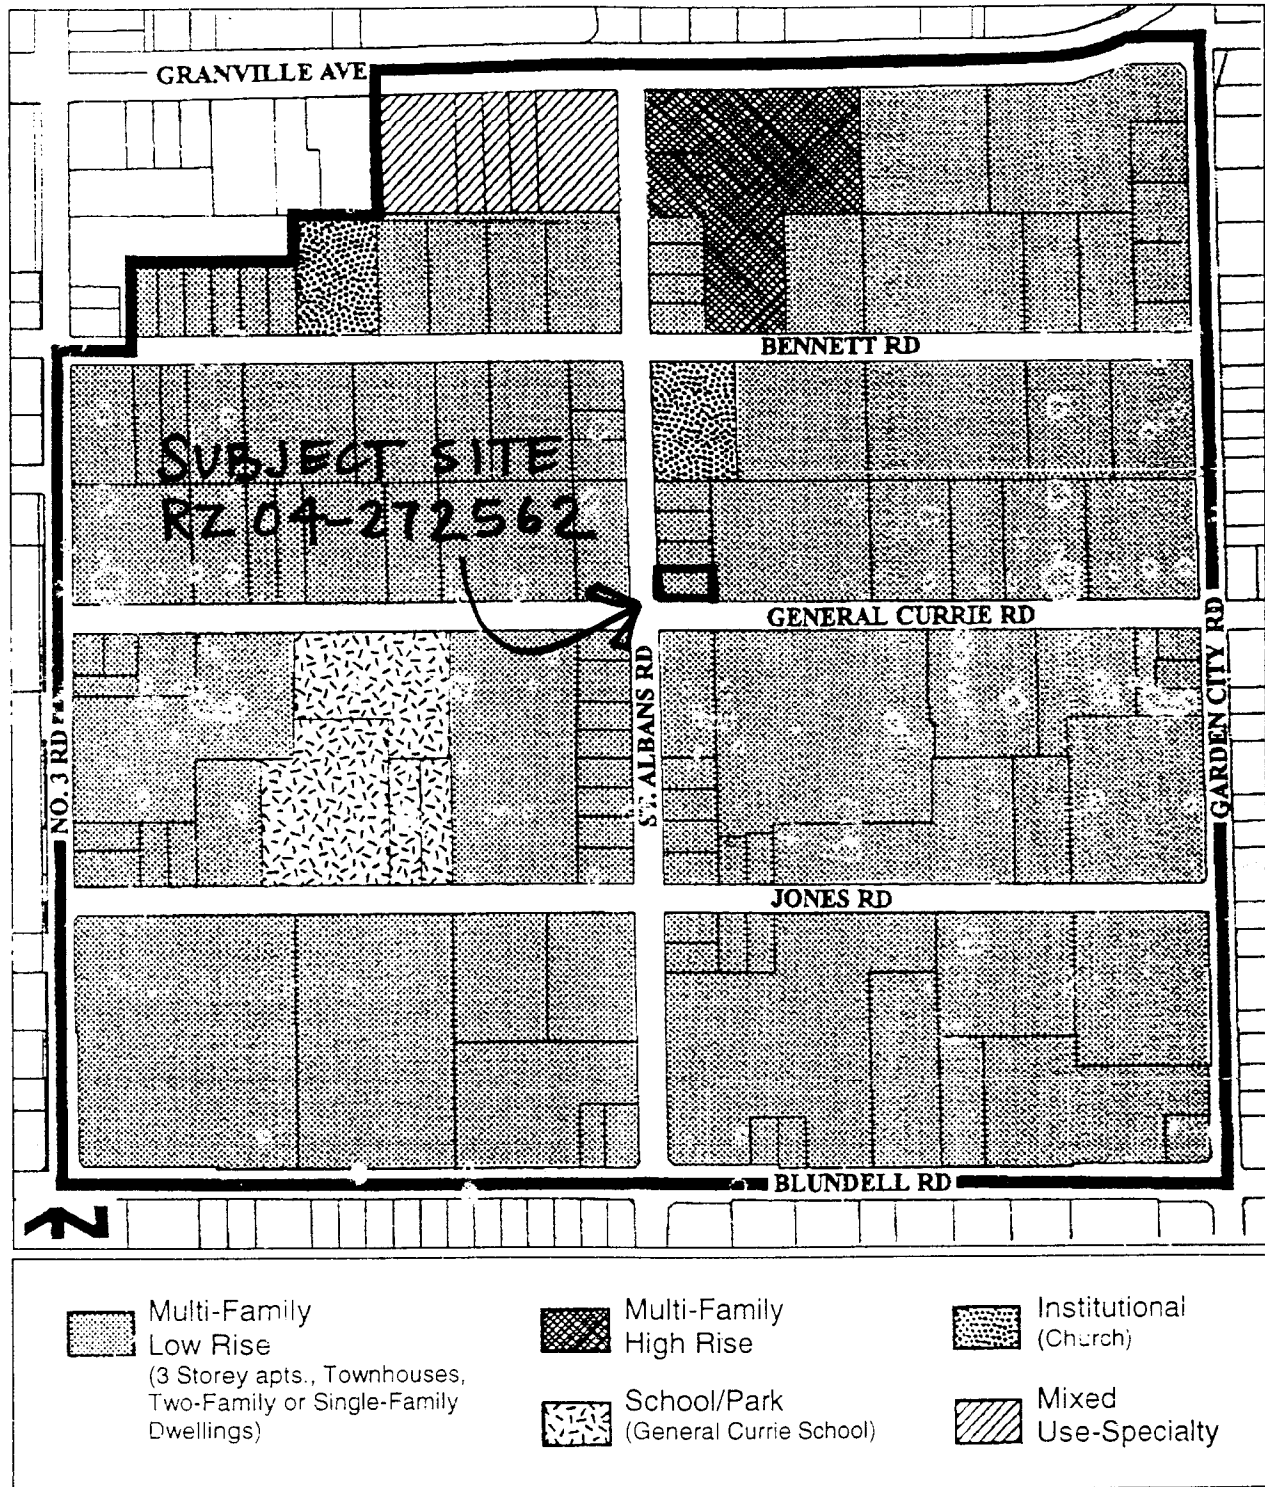 GRANVILLE AVE
BENNETT RD
SUBJECT SITE
RZ 04-272562
GENERAL CURRIE RD
NO. 3 RD
ST. ALBANS RD
GARDEN CITY RD
JONES RD
BLUNDELL RD
Z
Multi-Family
Low Rise
(3 Storey apts., Townhouses,
Two-Family or Single-Family
Dwellings)
Multi-Family
High Rise
School/Park
(General Currie School)
Institutional
(Church)
Mixed
Use-Specialty